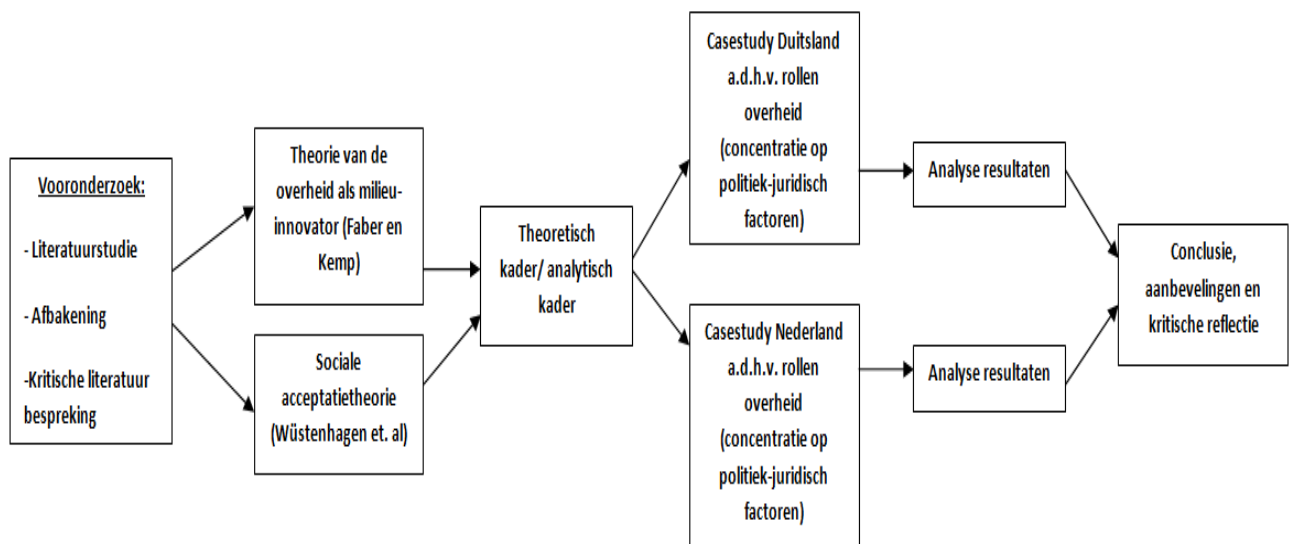 Vooronderzoek:
- Literatuurstudie
- Afbakening
-Kritische literatuur
bespreking
Theorie van de
overheid als milieu-
innovator (Faber en
Kemp)
Sociale
acceptatietheorie
(Wüstenhagen et. al)
Theoretisch
kader/ analytisch
kader
Casestudy Duitsland
a.d.h.v. rollen
overheid
(concentratie op
politiek-juridisch
factoren)
Casestudy Nederland
a.d.h.v. rollen
overheid
(concentratie op
politiek-juridisch
factoren)
Analyse resultaten
Analyse resultaten
Conclusie,
aanbevelingen en
kritische reflectie